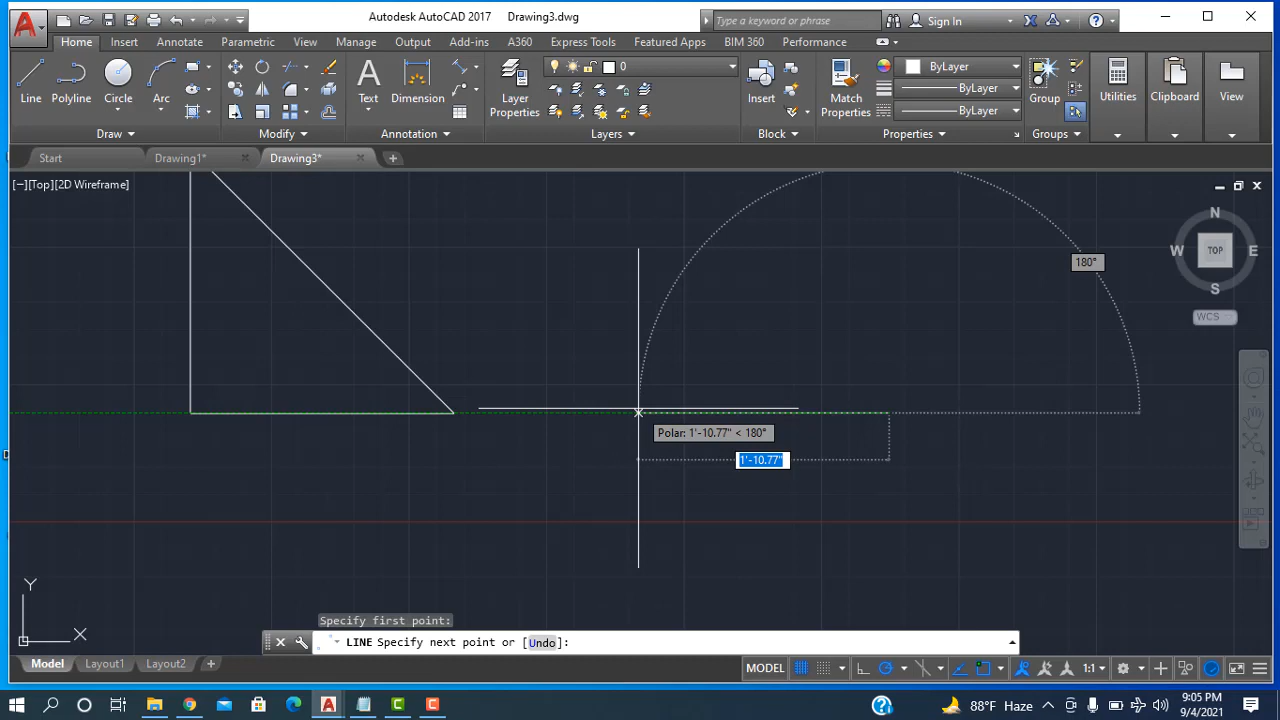 Autodesk AutoCAD 2017 Drawing3.dwg
Type a keyword or phrase
Sign In
Home Insert Annotate Parametric View Manage Output Add-ins A360 Express Tools Featured Apps BIM 360 Performance
0
ByLayer
ByLayer
ByLayer
Line Polyline Circle Arc Text Dimension Layer Properties Insert Match Properties Group Utilities Clipboard View
Draw Modify Annotation Layers Block Properties Groups
Start Drawing1* Drawing3*
[−][Top][2D Wireframe]
N
W TOP E
S
WCS
180°
Polar: 1'-10.77" < 180°
1'-10.77"
Y
X
Specify first point:
LINE Specify next point or [Undo]:
Model Layout1 Layout2
MODEL 1:1
88°F Haze
9:05 PM
9/4/2021